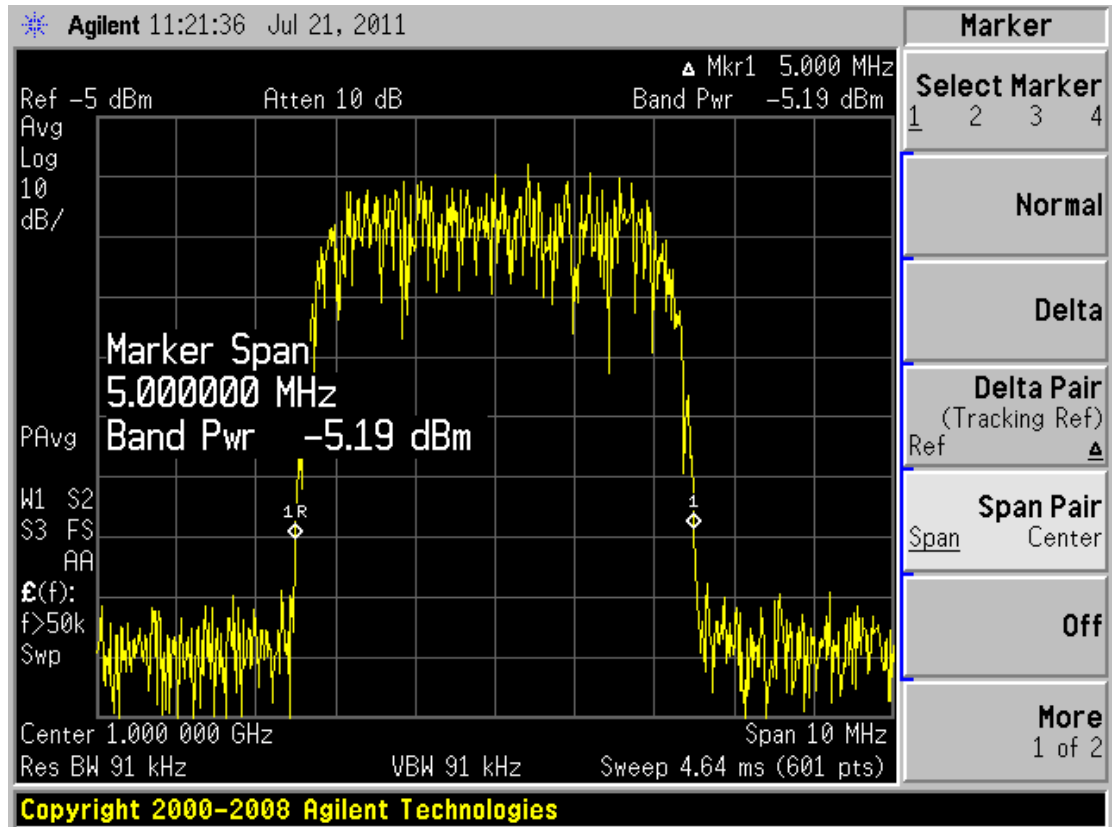 Agilent 11:21:36 Jul 21, 2011
Marker
Δ Mkr1 5.000 MHz
Ref −5 dBm Atten 10 dB Band Pwr −5.19 dBm
Select Marker
1 2 3 4
Avg
Log
10
dB/
Normal
Delta
Marker Span
5.000000 MHz
Band Pwr −5.19 dBm
Delta Pair
(Tracking Ref)
Ref Δ
PAvg
W1 S2
S3 FS
AA
1R
1
Span Pair
Span Center
£(f):
f>50k
Swp
Off
Center 1.000 000 GHz Span 10 MHz
Res BW 91 kHz VBW 91 kHz Sweep 4.64 ms (601 pts)
More
1 of 2
Copyright 2000–2008 Agilent Technologies